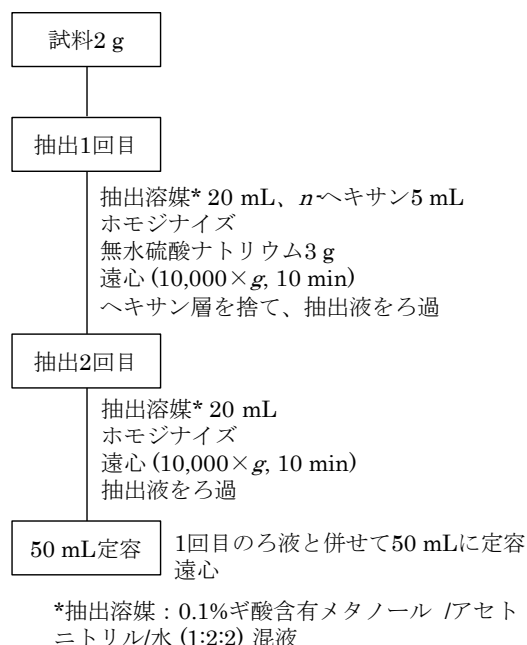 試料2 g
抽出1回目
抽出溶媒* 20 mL、n-ヘキサン5 mL
ホモジナイズ
無水硫酸ナトリウム3 g
遠心 (10,000×g, 10 min)
ヘキサン層を捨て、抽出液をろ過
抽出2回目
抽出溶媒* 20 mL
ホモジナイズ
遠心 (10,000×g, 10 min)
抽出液をろ過
50 mL定容
1回目のろ液と併せて50 mLに定容
遠心
*抽出溶媒：0.1%ギ酸含有メタノール /アセト
ニトリル/水 (1:2:2) 混液